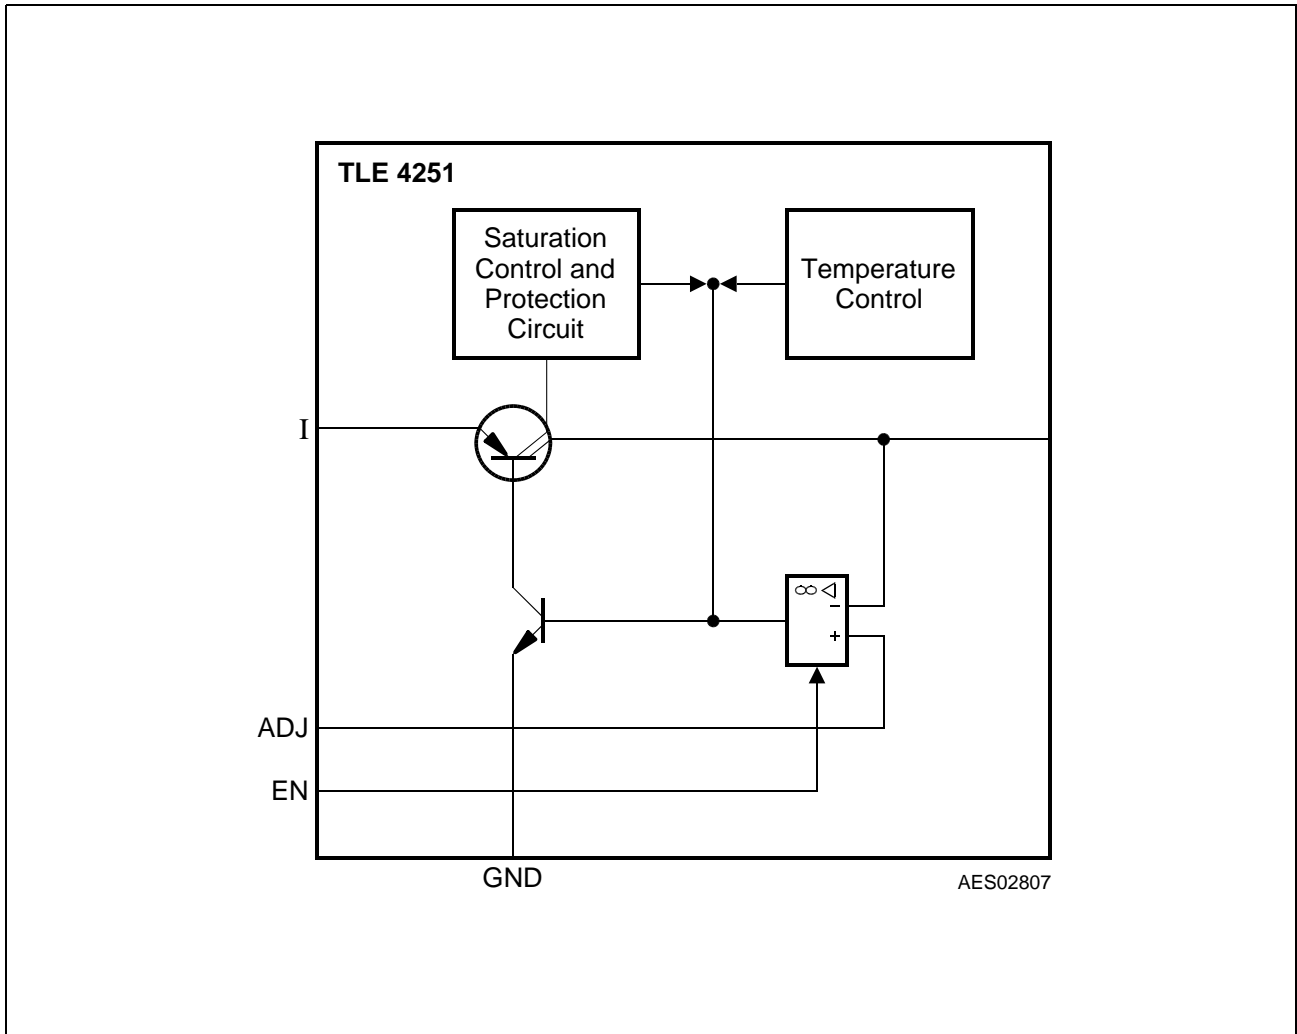 TLE 4251
Saturation
Control and
Protection
Circuit
Temperature
Control
I
∞ ◁
−
+
ADJ
EN
GND
AES02807